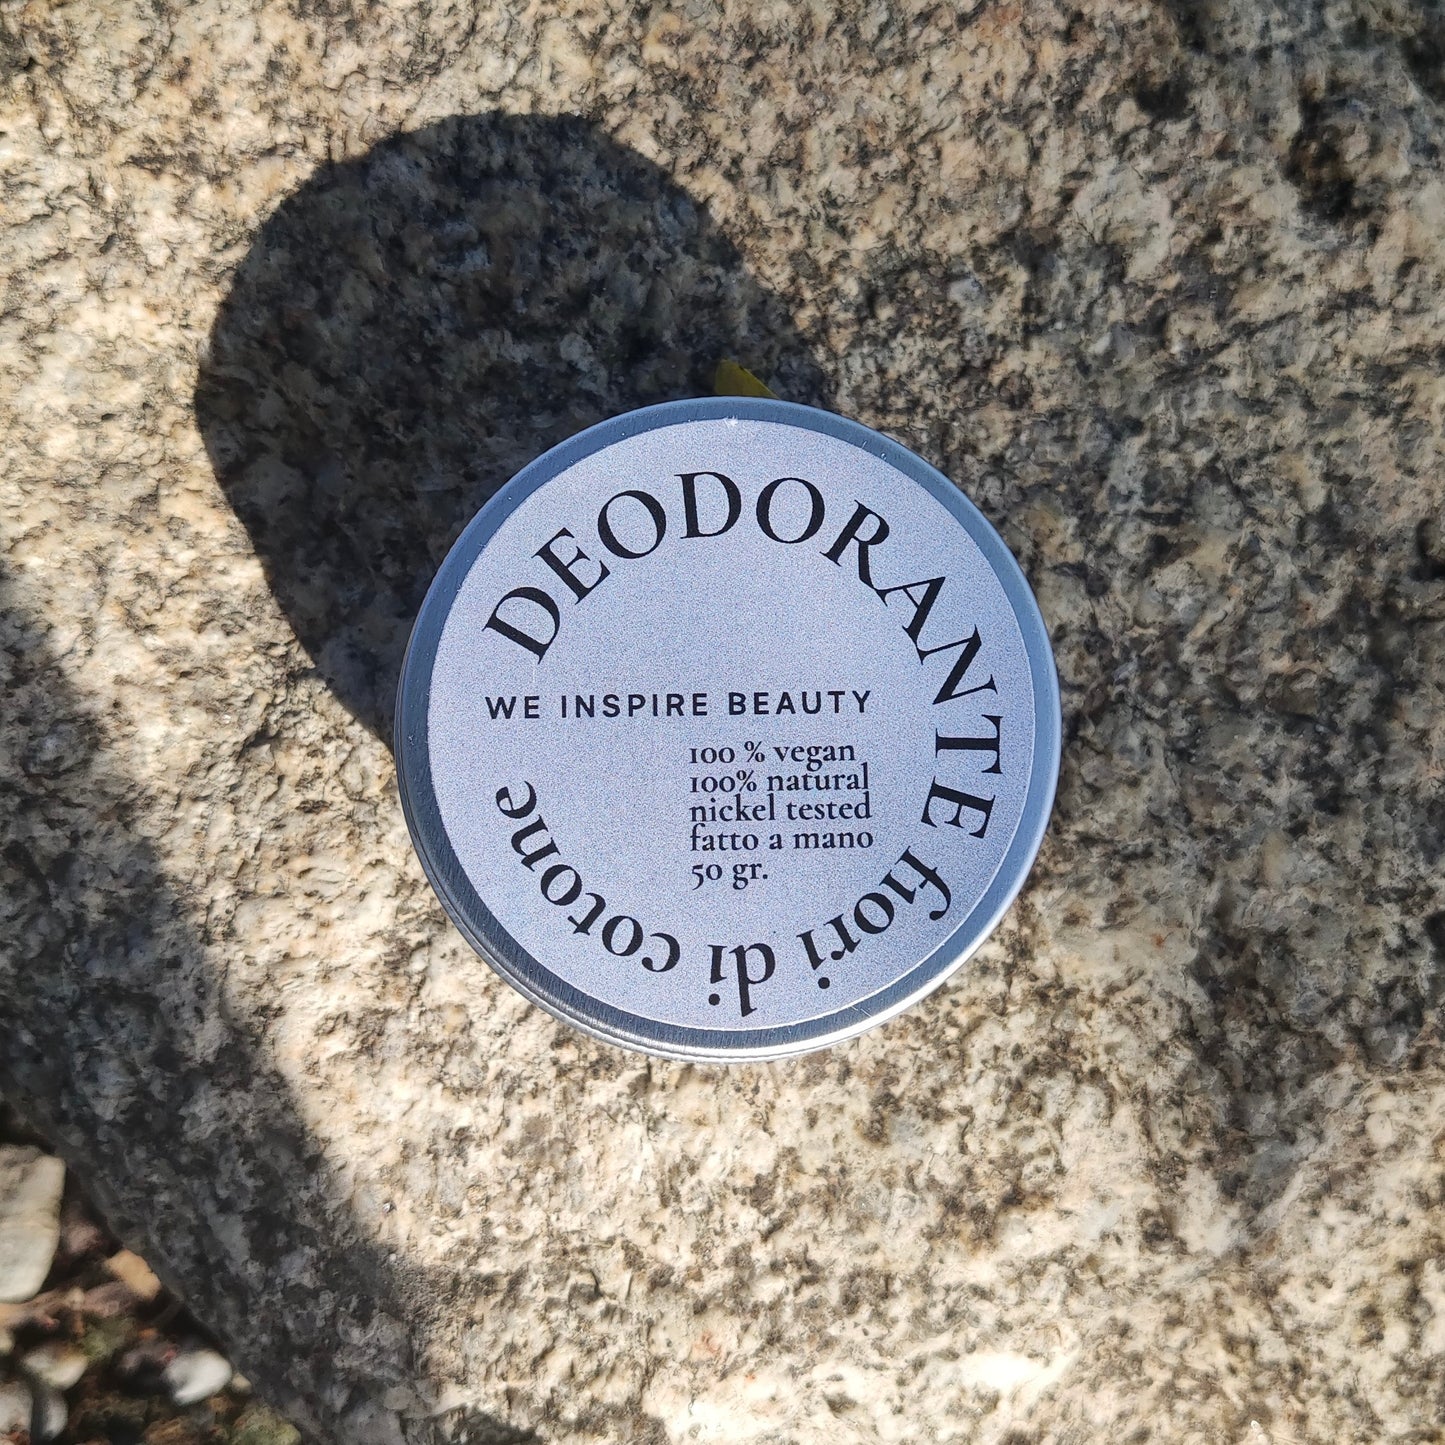 DEODORANTE fiori di cotone
WE INSPIRE BEAUTY
100 % vegan
100% natural
nickel tested
fatto a mano
50 gr.